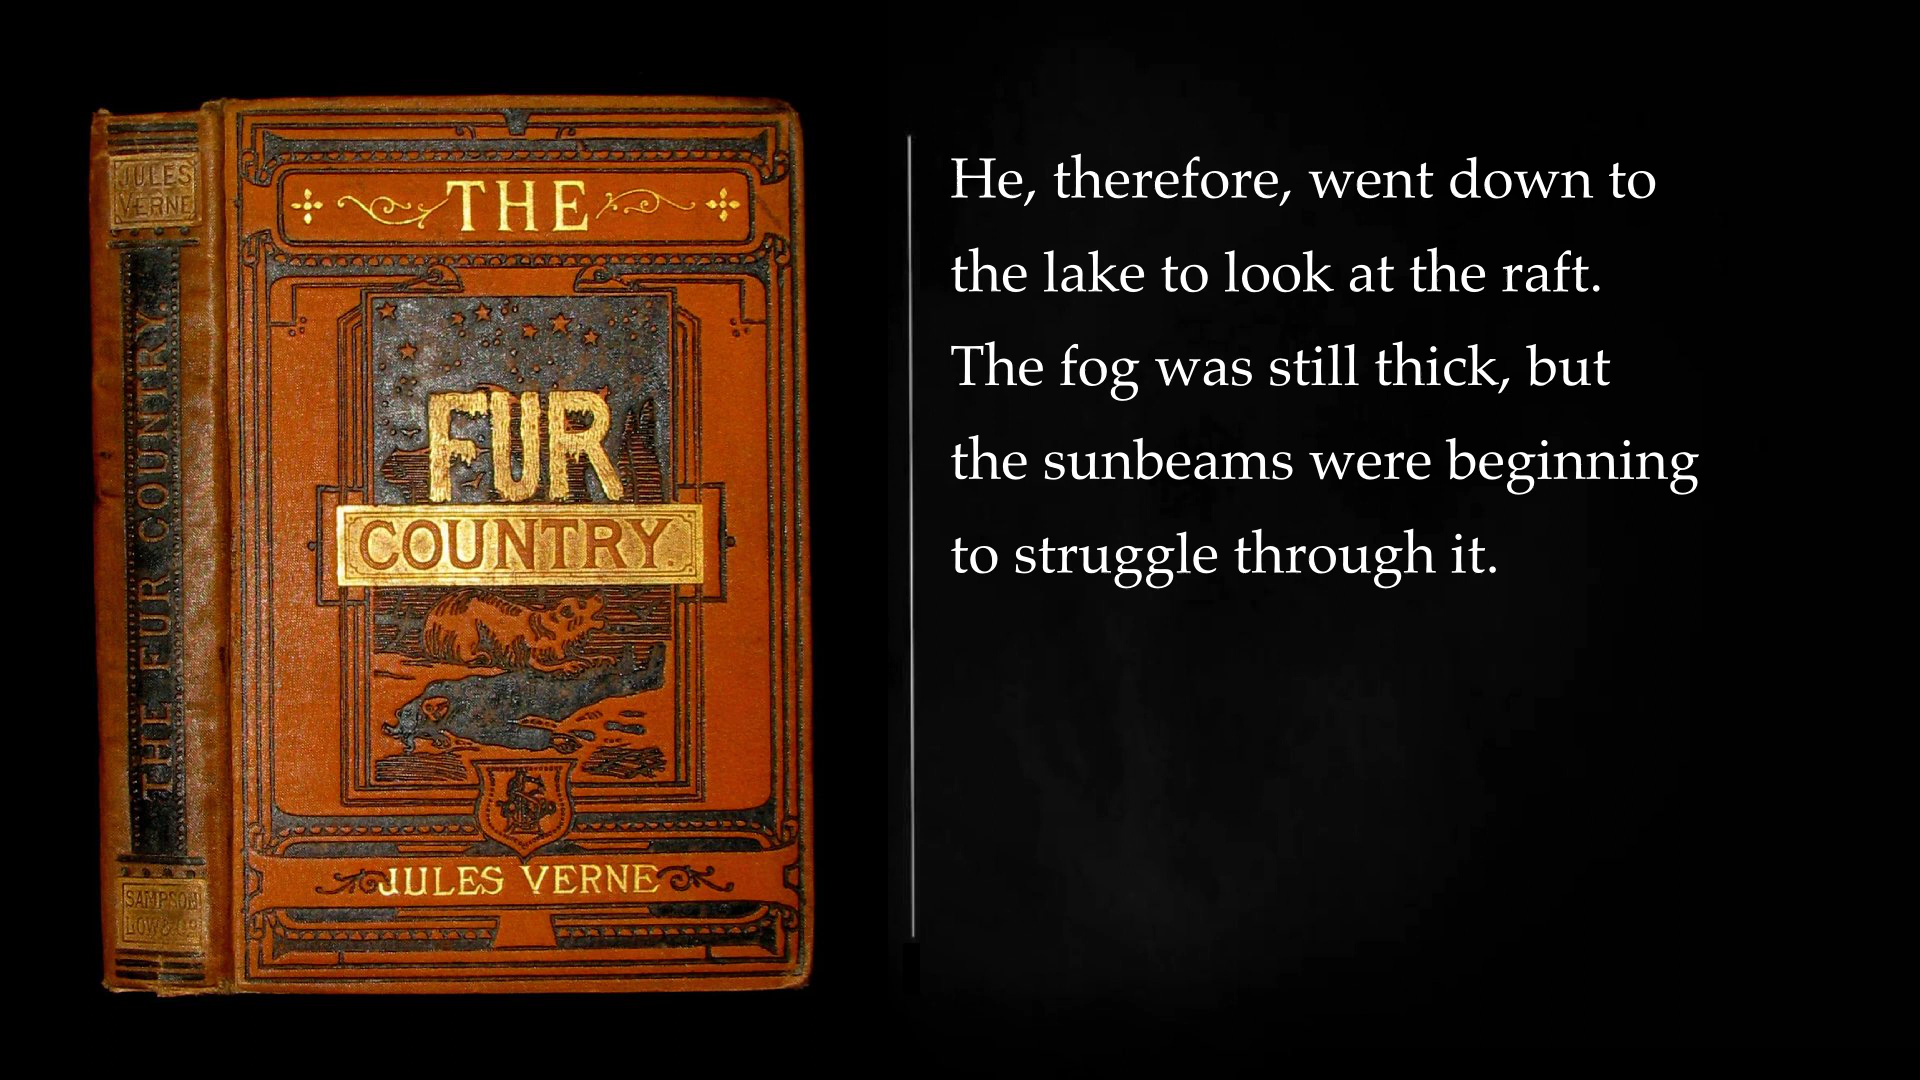 JULES
VERNE
THE FUR COUNTRY.
SAMPSON
LOW & Co
THE
FUR
COUNTRY.
JULES VERNE
He, therefore, went down to
the lake to look at the raft.
The fog was still thick, but
the sunbeams were beginning
to struggle through it.